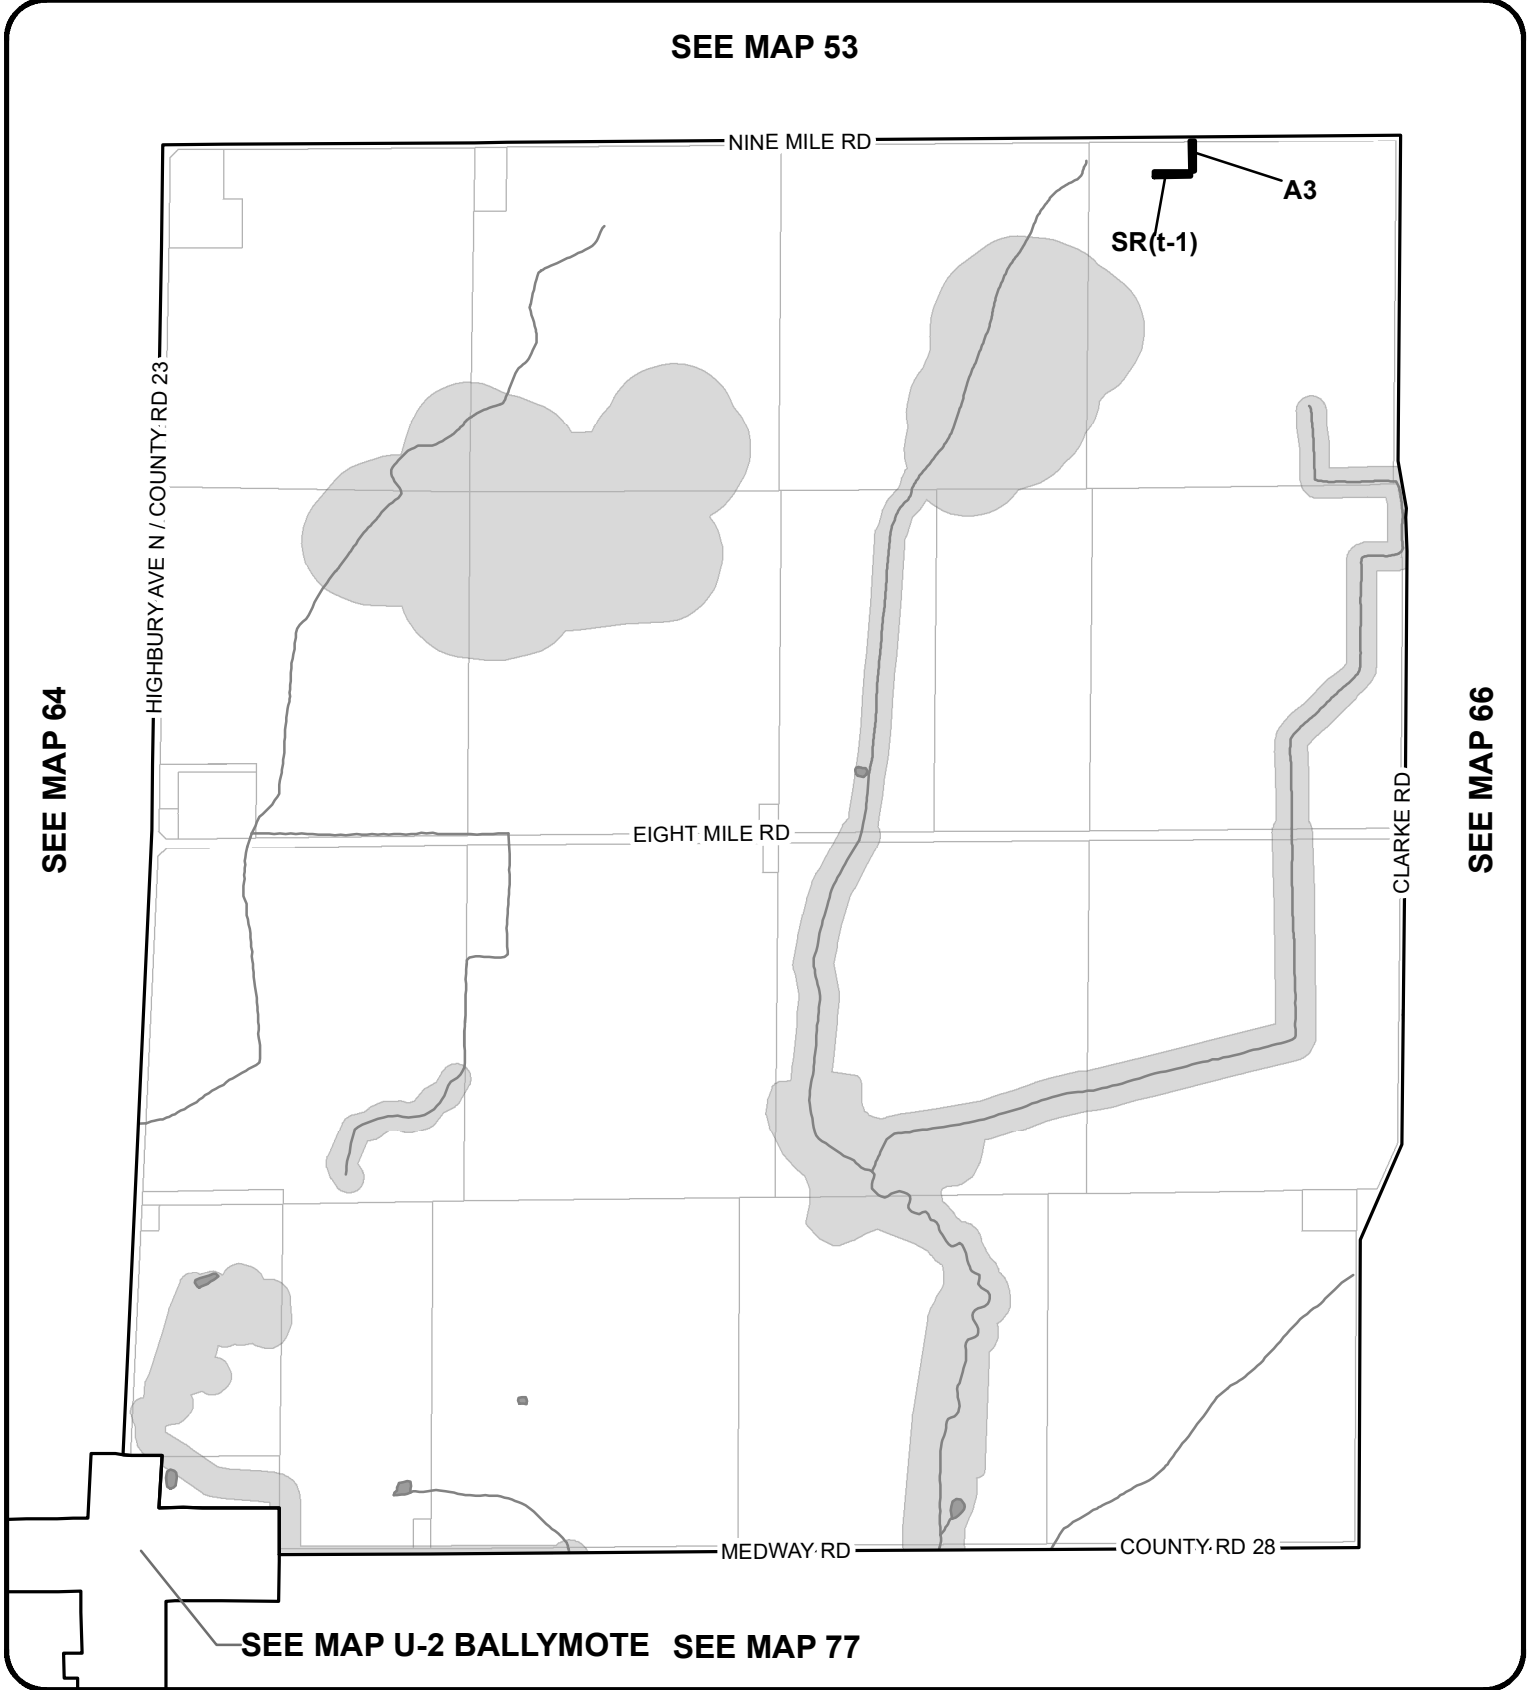 SEE MAP 53
NINE MILE RD
A3
SR(t-1)
HIGHBURY AVE N / COUNTY RD 23
SEE MAP 64
SEE MAP 66
EIGHT MILE RD
CLARKE RD
MEDWAY RD
COUNTY RD 28
SEE MAP U-2 BALLYMOTE
SEE MAP 77